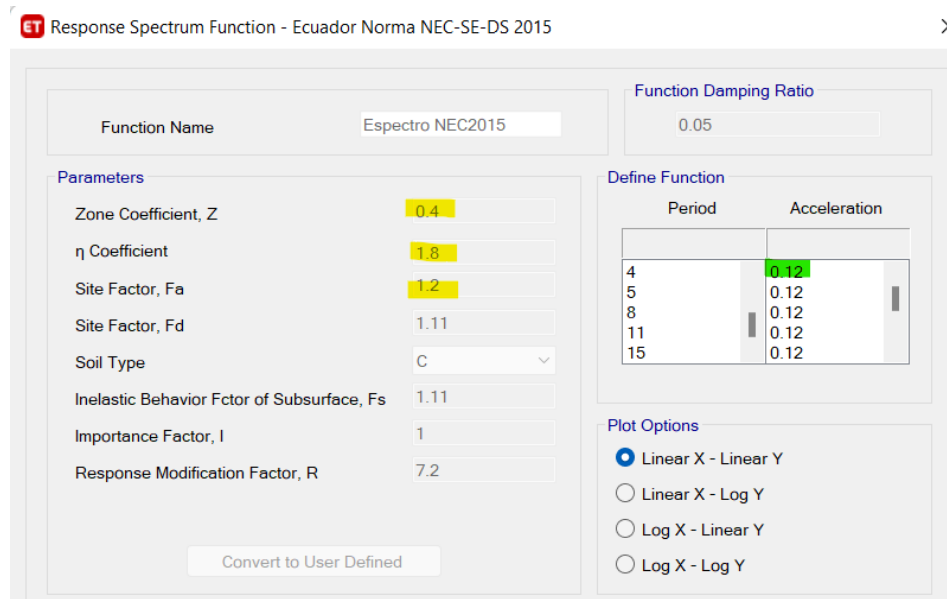 ET Response Spectrum Function - Ecuador Norma NEC-SE-DS 2015
Function Name Espectro NEC2015
Function Damping Ratio
0.05
Parameters
Zone Coefficient, Z 0.4
η Coefficient 1.8
Site Factor, Fa 1.2
Site Factor, Fd 1.11
Soil Type C
Inelastic Behavior Fctor of Subsurface, Fs 1.11
Importance Factor, I 1
Response Modification Factor, R 7.2
Convert to User Defined
Define Function
Period Acceleration
4 0.12
5 0.12
8 0.12
11 0.12
15 0.12
Plot Options
Linear X - Linear Y
Linear X - Log Y
Log X - Linear Y
Log X - Log Y